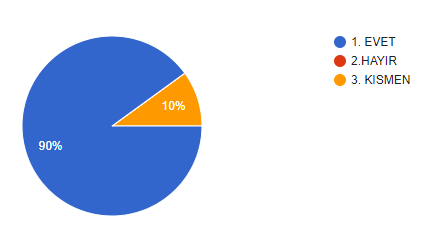 1. EVET
2.HAYIR
3. KISMEN
10%
90%